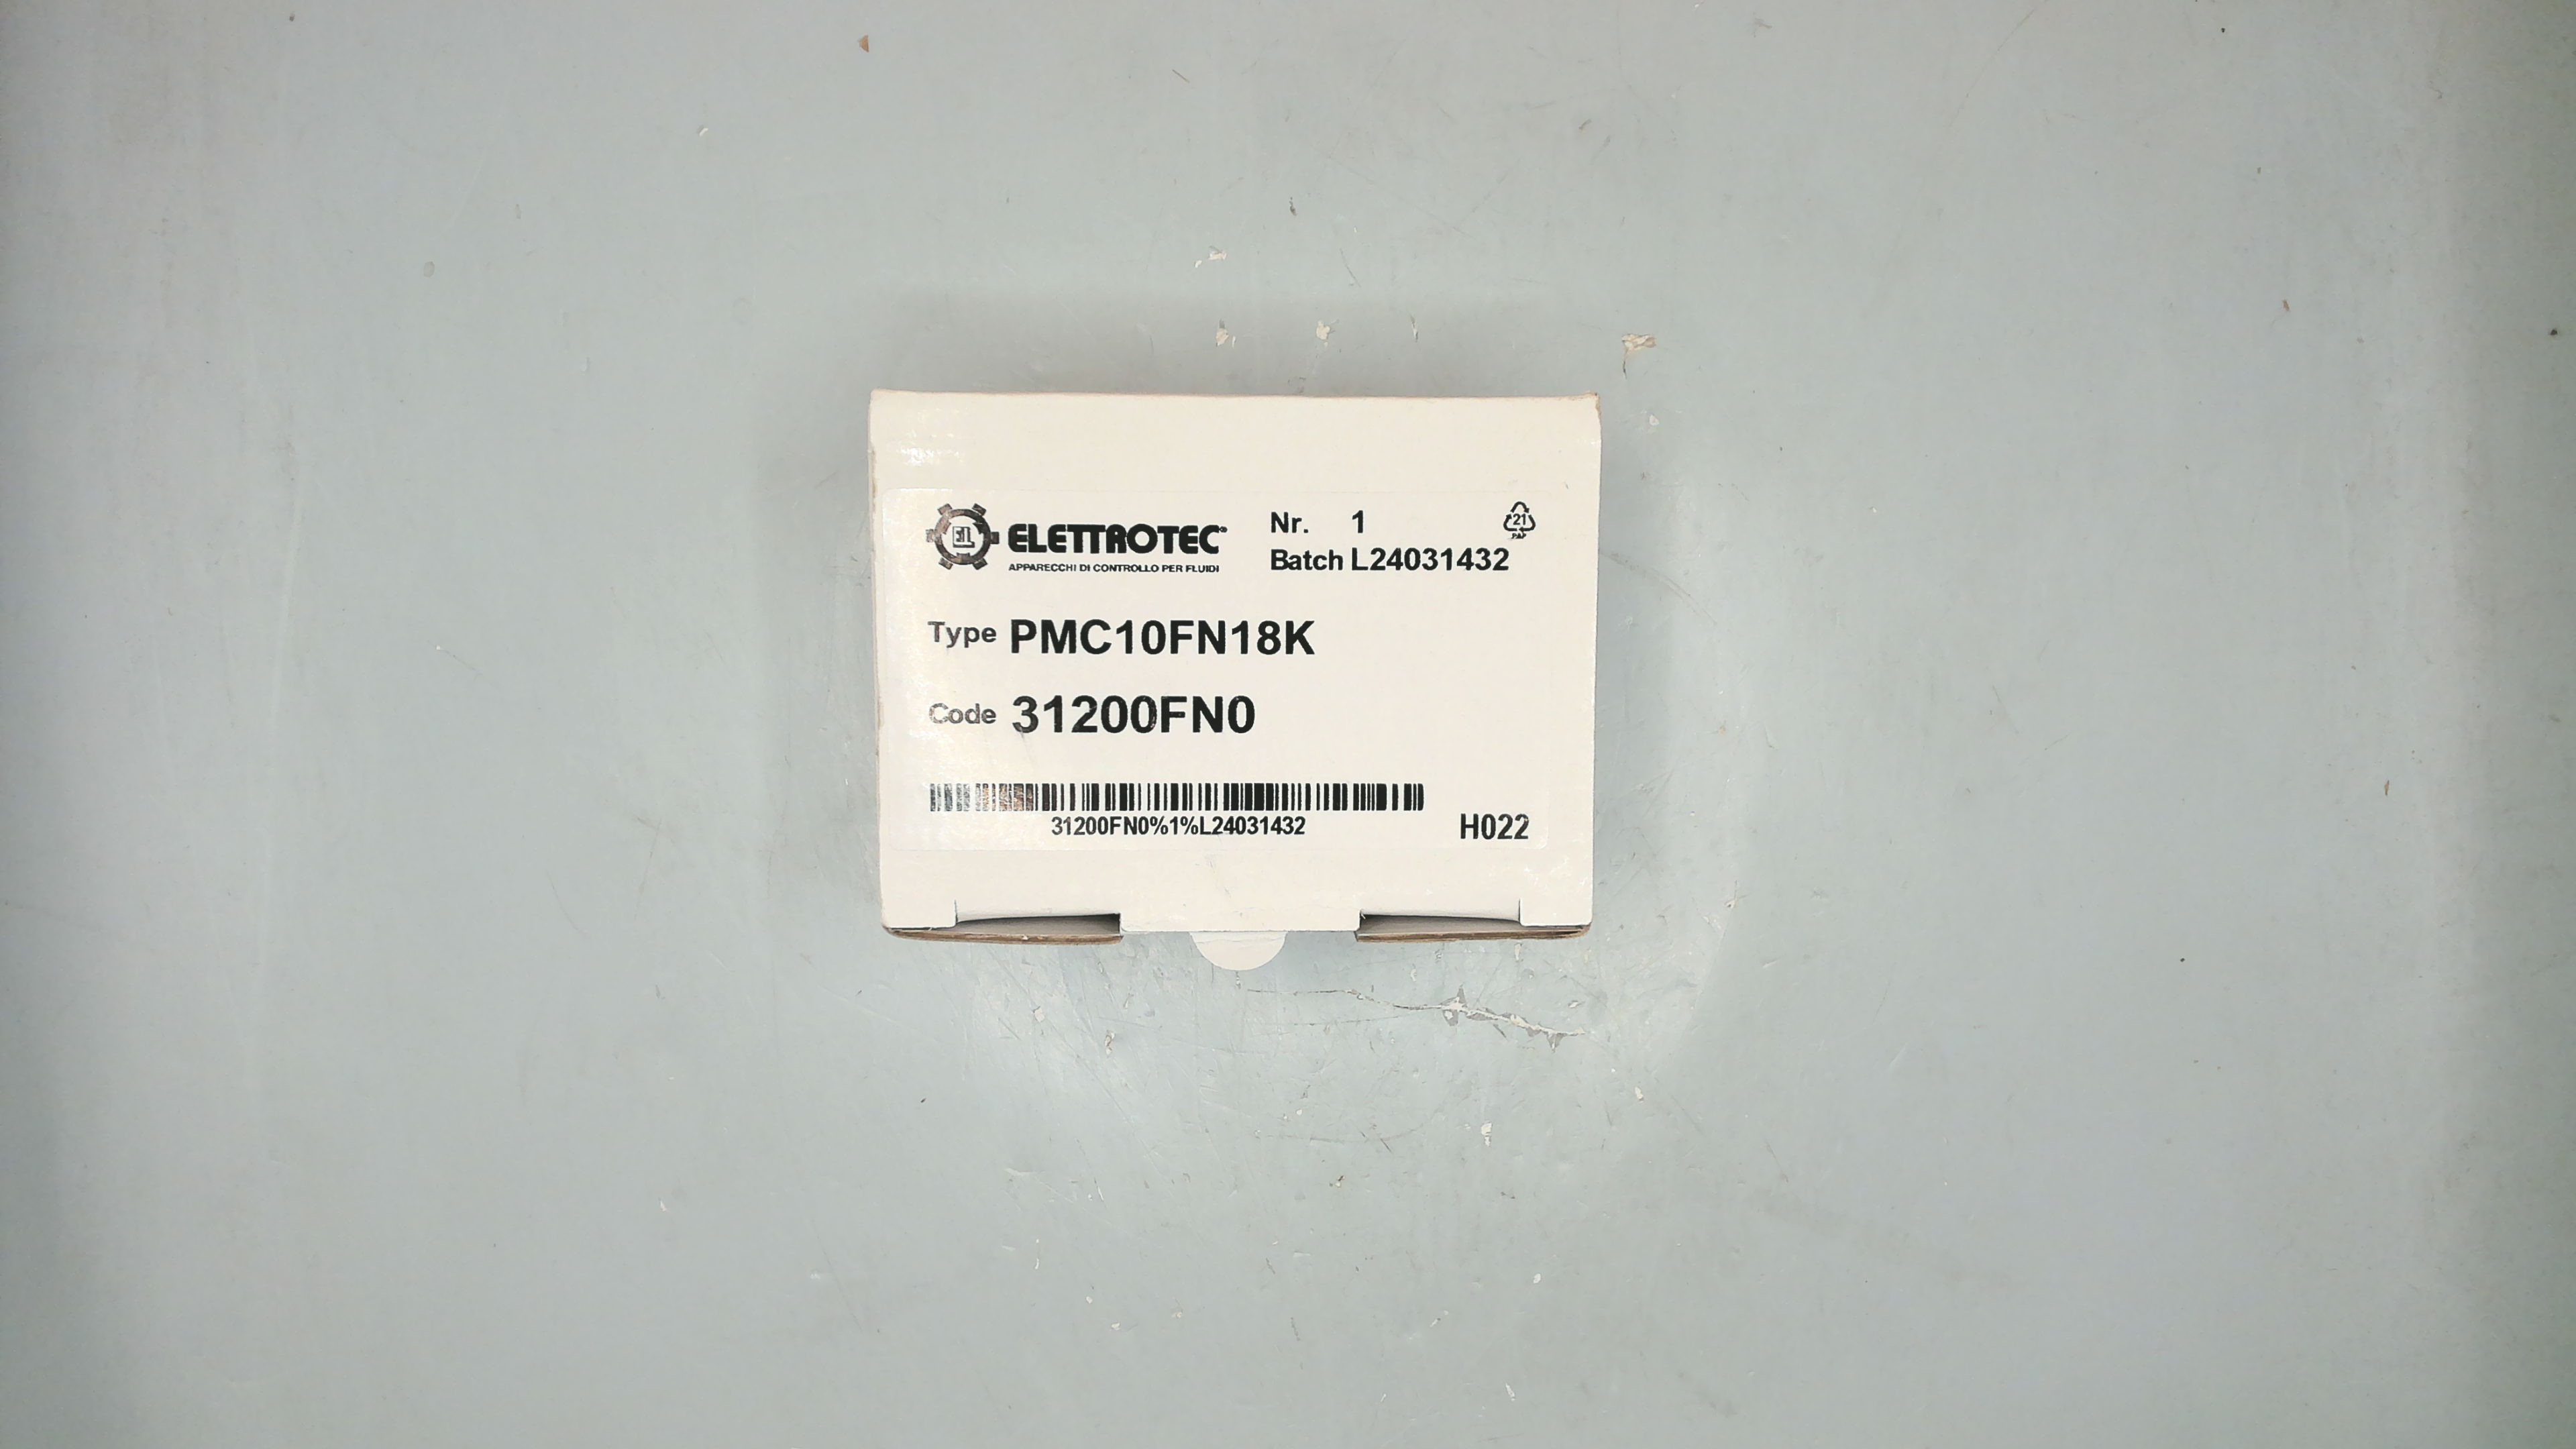 ELETTROTEC
APPARECCHI DI CONTROLLO PER FLUIDI
Nr. 1
Batch L24031432
21
PAP
Type PMC10FN18K
Code 31200FN0
31200FN0%1%L24031432
H022